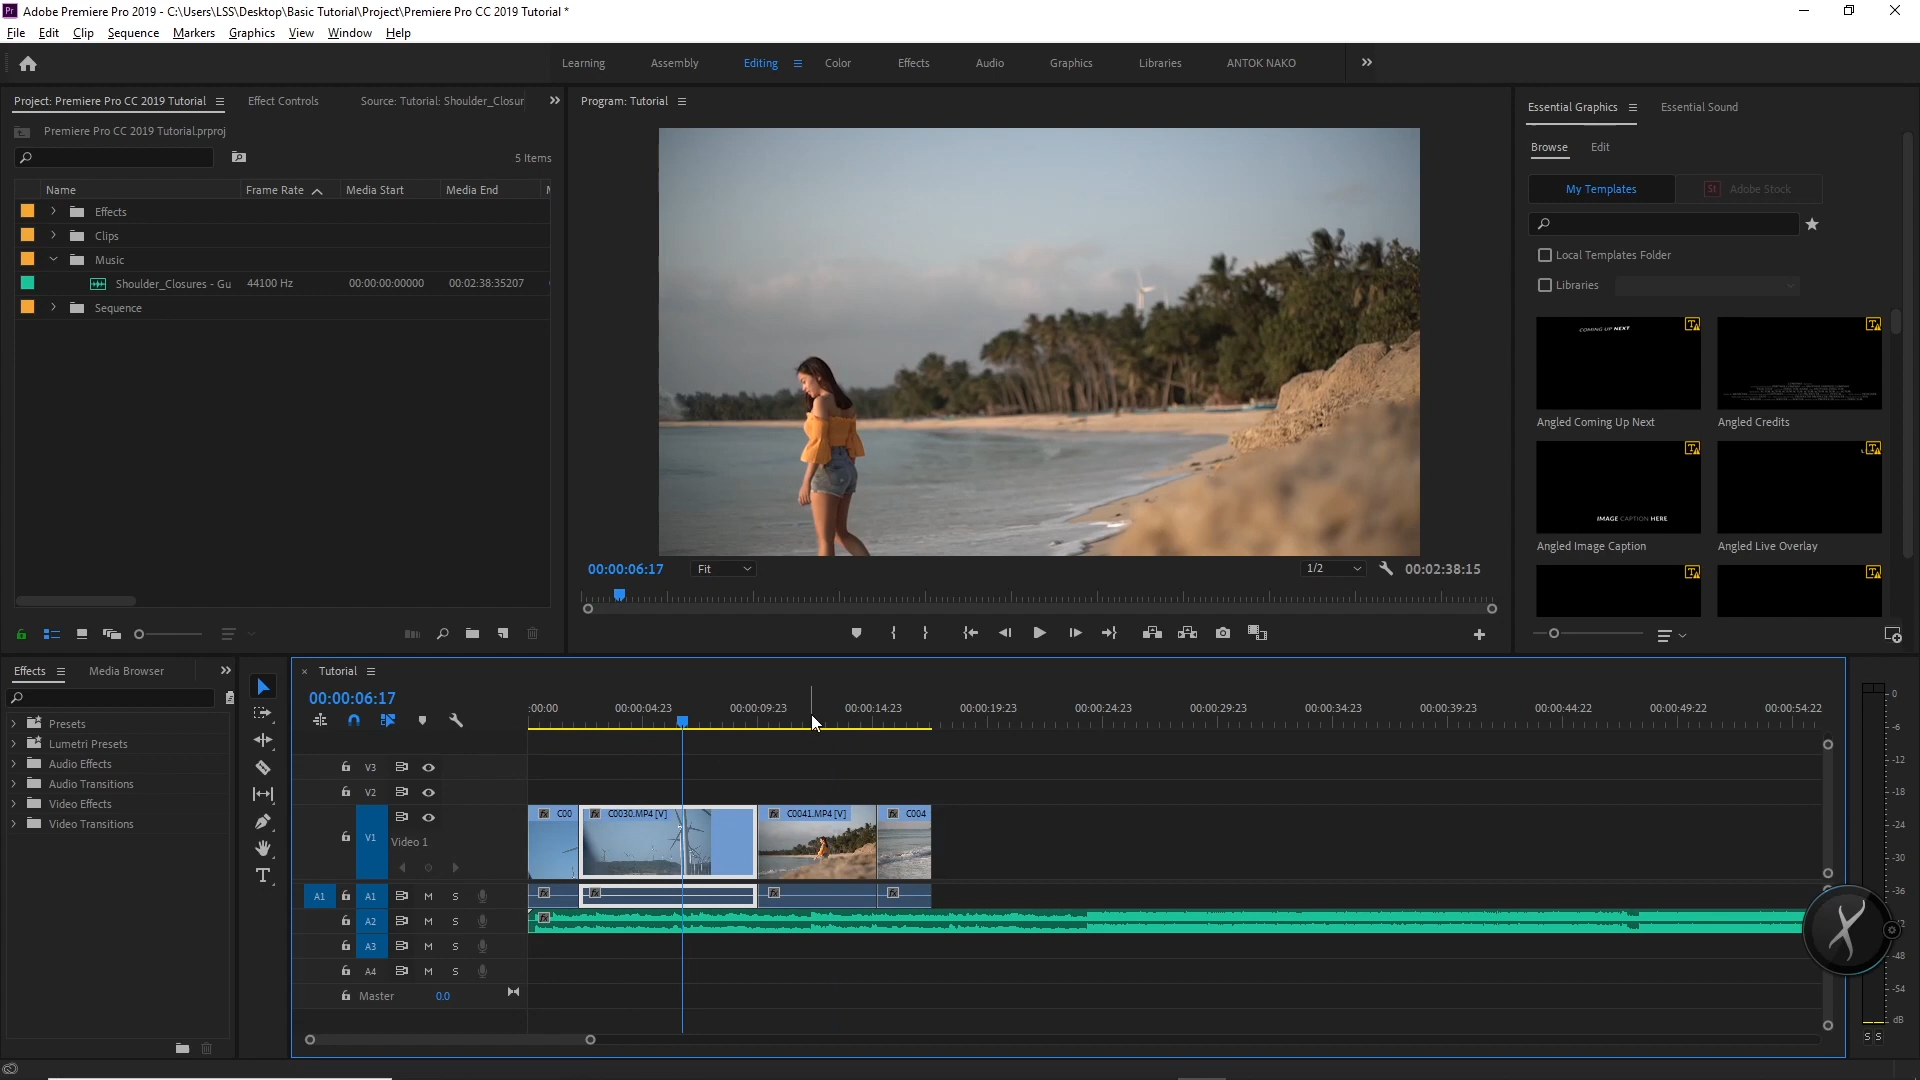 Pr Adobe Premiere Pro 2019 - C:\Users\LSS\Desktop\Basic Tutorial\Project\Premiere Pro CC 2019 Tutorial *
File Edit Clip Sequence Markers Graphics View Window Help
Learning Assembly Editing Color Effects Audio Graphics Libraries ANTOK NAKO
Project: Premiere Pro CC 2019 Tutorial Effect Controls Source: Tutorial: Shoulder_Closur
Premiere Pro CC 2019 Tutorial.prproj
5 Items
Name Frame Rate Media Start Media End
Effects
Clips
Music
Shoulder_Closures - Gu 44100 Hz 00:00:00:00000 00:02:38:35207
Sequence
Program: Tutorial
00:00:06:17 Fit 1/2 00:02:38:15
Essential Graphics Essential Sound
Browse Edit
My Templates St Adobe Stock
Local Templates Folder
Libraries
COMING UP NEXT
Angled Coming Up Next Angled Credits
IMAGE CAPTION HERE
Angled Image Caption Angled Live Overlay
Effects Media Browser
Presets
Lumetri Presets
Audio Effects
Audio Transitions
Video Effects
Video Transitions
Tutorial
00:00:06:17
:00:00 00:00:04:23 00:00:09:23 00:00:14:23 00:00:19:23 00:00:24:23 00:00:29:23 00:00:34:23 00:00:39:23 00:00:44:22 00:00:49:22 00:00:54:22
V3
V2
V1 Video 1
fx C00 fx C0030.MP4 [V] fx C0041.MP4 [V] fx C004
A1 A1 M S fx fx fx fx
A2 M S fx
A3 M S
A4 M S
Master 0.0
0
-6
-12
-18
-24
-30
-36
-48
-54
dB
S S